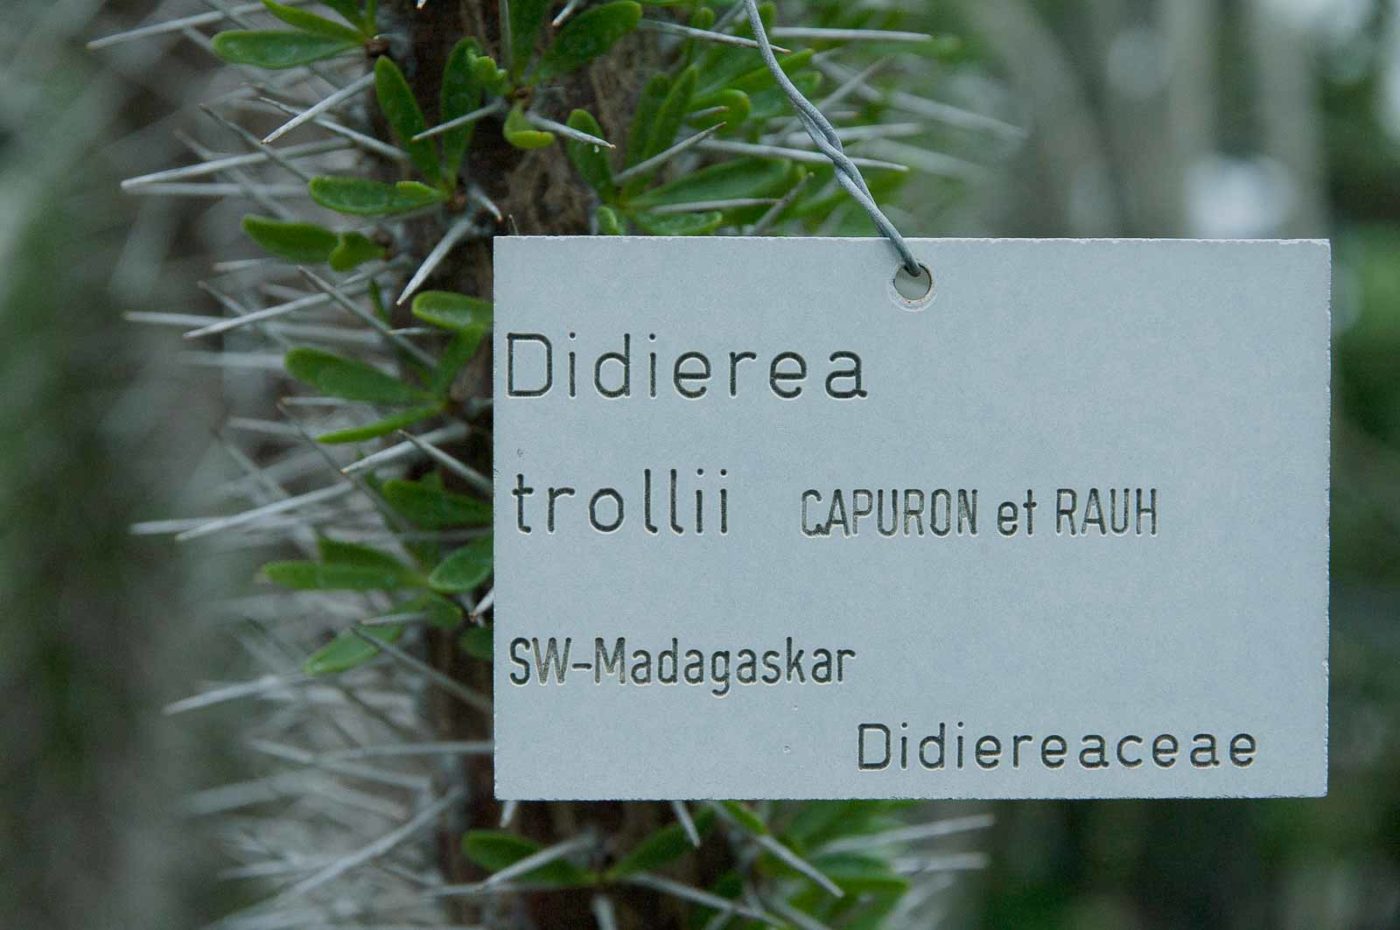 Didierea
trollii CAPURON et RAUH
SW-Madagaskar
Didiereaceae